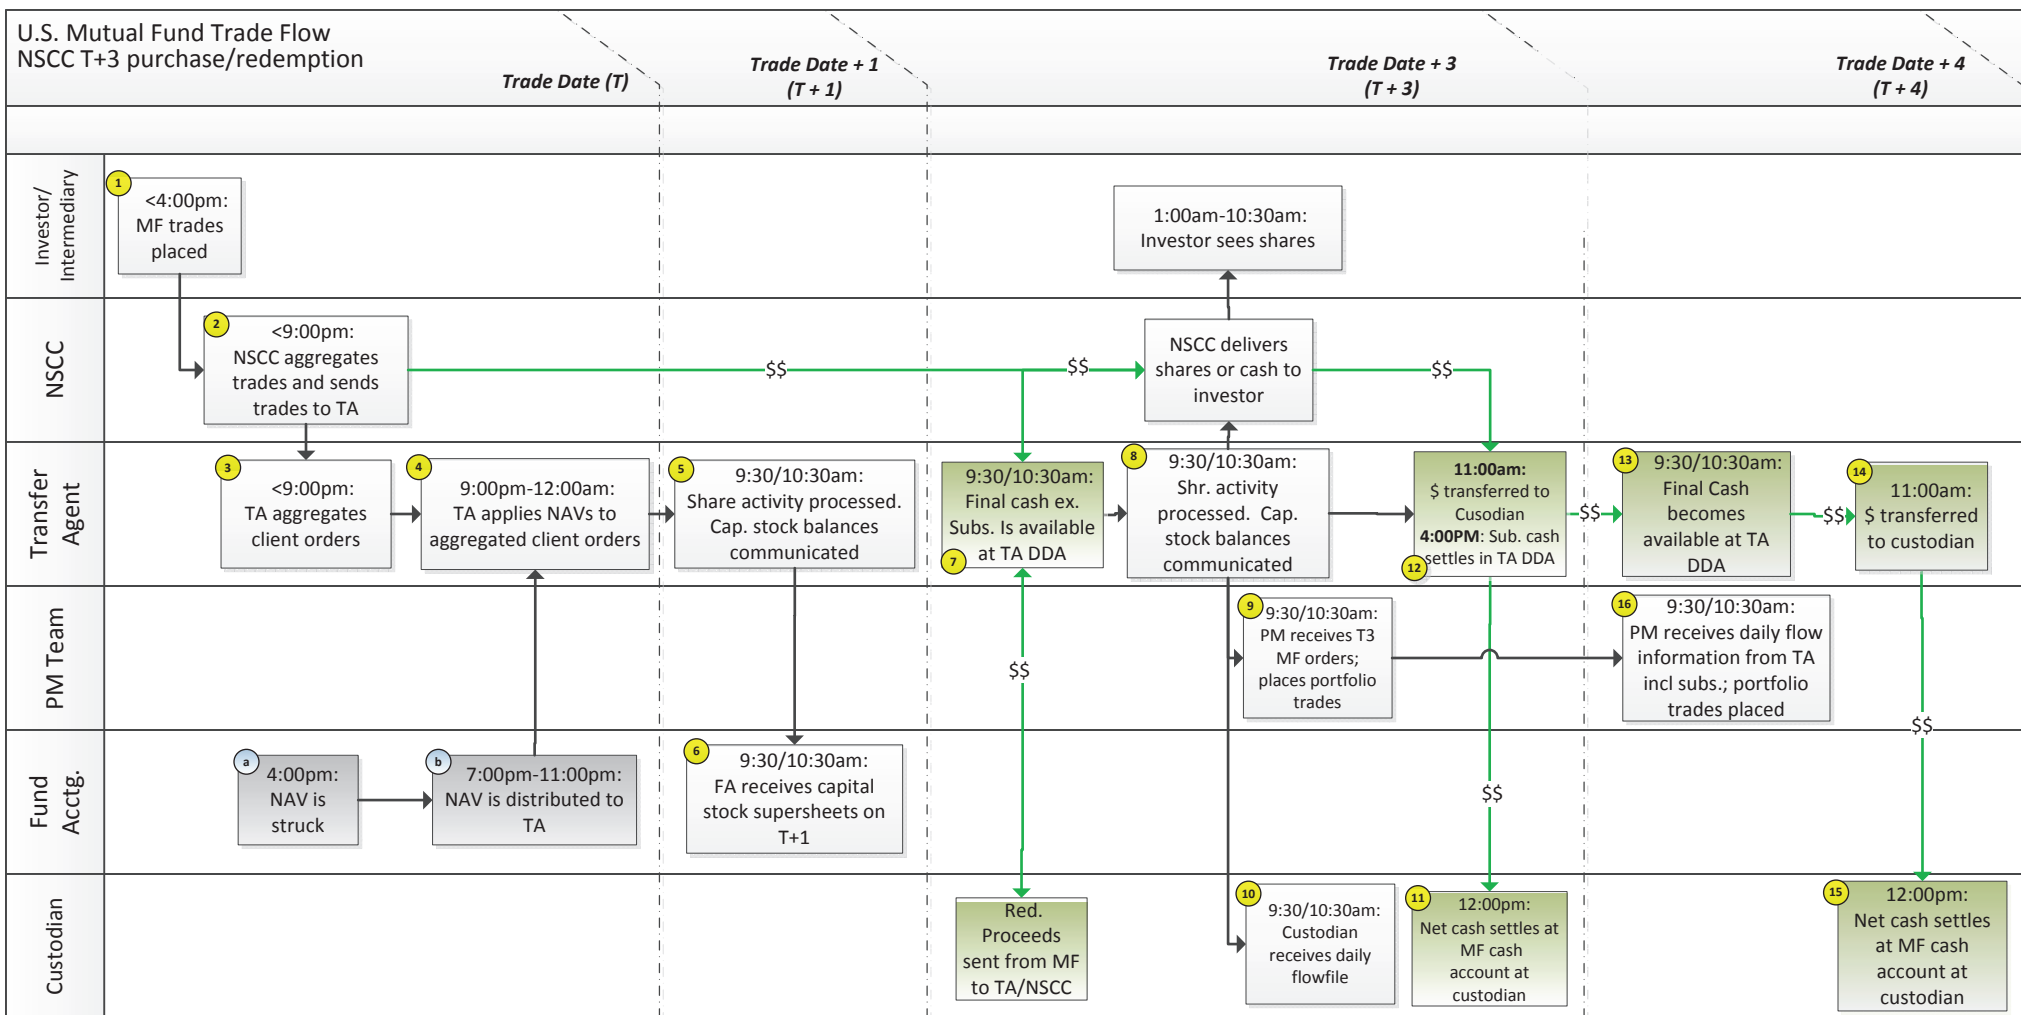 U.S. Mutual Fund Trade Flow
NSCC T+3 purchase/redemption
Trade Date (T)
Trade Date + 1
(T + 1)
Trade Date + 3
(T + 3)
Trade Date + 4
(T + 4)
Investor/
Intermediary
1
<4:00pm:
MF trades
placed
1:00am-10:30am:
Investor sees shares
NSCC
2
<9:00pm:
NSCC aggregates
trades and sends
trades to TA
$$
$$
NSCC delivers
shares or cash to
investor
$$
Transfer
Agent
3
<9:00pm:
TA aggregates
client orders
4
9:00pm-12:00am:
TA applies NAVs to
aggregated client orders
5
9:30/10:30am:
Share activity processed.
Cap. stock balances
communicated
9:30/10:30am:
Final cash ex.
Subs. Is available
at TA DDA
7
8
9:30/10:30am:
Shr. activity
processed.  Cap.
stock balances
communicated
11:00am:
$ transferred to
Cusodian
4:00PM: Sub. cash
settles in TA DDA
12
$$
13
9:30/10:30am:
Final Cash
becomes
available at TA
DDA
$$
14
11:00am:
$ transferred
to custodian
PM Team
$$
9
9:30/10:30am:
PM receives T3
MF orders;
places portfolio
trades
16
9:30/10:30am:
PM receives daily flow
information from TA
incl subs.; portfolio
trades placed
$$
Fund
Acctg.
a
4:00pm:
NAV is
struck
b
7:00pm-11:00pm:
NAV is distributed to
TA
6
9:30/10:30am:
FA receives capital
stock supersheets on
T+1
$$
Custodian
Red.
Proceeds
sent from MF
to TA/NSCC
10
9:30/10:30am:
Custodian
receives daily
flowfile
11
12:00pm:
Net cash settles at
MF cash
account at
custodian
15
12:00pm:
Net cash settles
at MF cash
account at
custodian